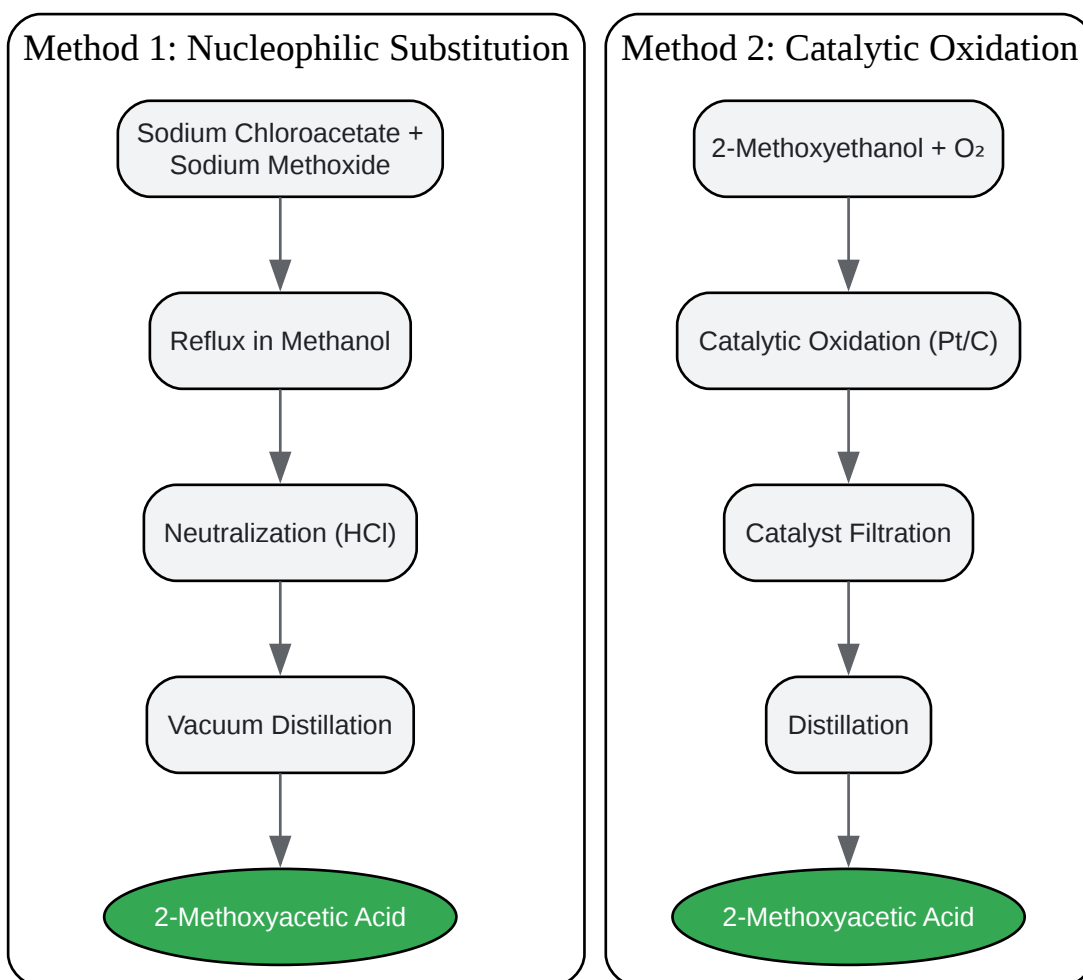 Method 1: Nucleophilic Substitution
Sodium Chloroacetate +
Sodium Methoxide
Reflux in Methanol
Neutralization (HCl)
Vacuum Distillation
2-Methoxyacetic Acid
Method 2: Catalytic Oxidation
2-Methoxyethanol + O₂
Catalytic Oxidation (Pt/C)
Catalyst Filtration
Distillation
2-Methoxyacetic Acid